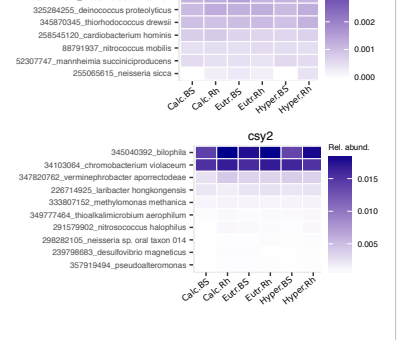 325284255_deinococcus proteolyticus
345870345_thiorhodococcus drewsii
258545120_cardiobacterium hominis
88791937_nitrococcus mobilis
52307747_mannheimia succiniciproducens
255065615_neisseria sicca
0.002
0.001
0.000
Calc.BS
Calc.Rh
Eutr.BS
Eutr.Rh
Hyper.BS
Hyper.Rh
csy2
345040392_bilophila
34103064_chromobacterium violaceum
347820762_verminephrobacter aporrectodeae
226714925_laribacter hongkongensis
333807152_methylomonas methanica
349777464_thioalkalimicrobium aerophilum
291579902_nitrosococcus halophilus
298282105_neisseria sp. oral taxon 014
239798683_desulfovibrio magneticus
357919494_pseudoalteromonas
Rel. abund.
0.015
0.010
0.005
Calc.BS
Calc.Rh
Eutr.BS
Eutr.Rh
Hyper.BS
Hyper.Rh